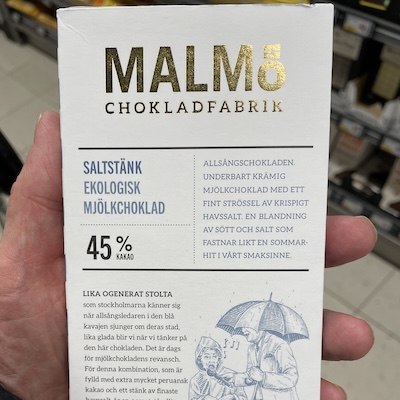 MALMÖ
CHOKLADFABRIK
SALTSTÄNK
EKOLOGISK
MJÖLKCHOKLAD
45% KAKAO
ALLSÅNGSCHOKLADEN.
UNDERBART KRÄMIG
MJÖLKCHOKLAD MED ETT
FINT STRÖSSEL AV KRISPIGT
HAVSSALT. EN BLANDNING
AV SÖTT OCH SALT SOM
FASTNAR LIKT EN SOMMAR-
HIT I VÅRT SMAKSINNE.
LIKA OGENERAT STOLTA
som stockholmarna känner sig
när allsångsledaren i den blå
kavajen sjunger om deras stad,
lika glada blir vi när vi tänker på
den här chokladen. Det är dags
för mjölkchokladens revansch.
För denna kombination, som är
fylld med extra mycket peruansk
kakao och ett stänk av finaste